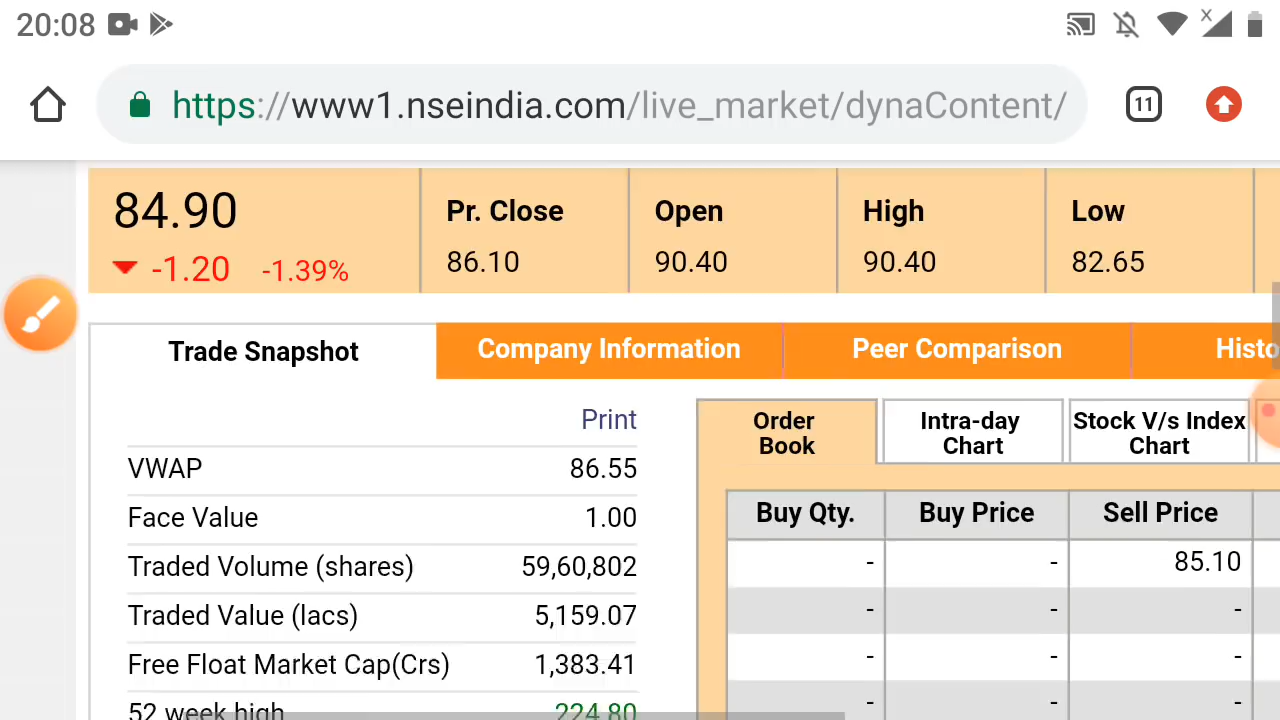 20:08
X
https://www1.nseindia.com/live_market/dynaContent/
11
84.90
-1.20 -1.39%
Pr. Close
86.10
Open
90.40
High
90.40
Low
82.65
Trade Snapshot
Company Information
Peer Comparison
Histo
Print
VWAP 86.55
Face Value 1.00
Traded Volume (shares) 59,60,802
Traded Value (lacs) 5,159.07
Free Float Market Cap(Crs) 1,383.41
52 week high 224.80
Order
Book
Intra-day
Chart
Stock V/s Index
Chart
Buy Qty. Buy Price Sell Price
- - 85.10
- - -
- - -
- - -